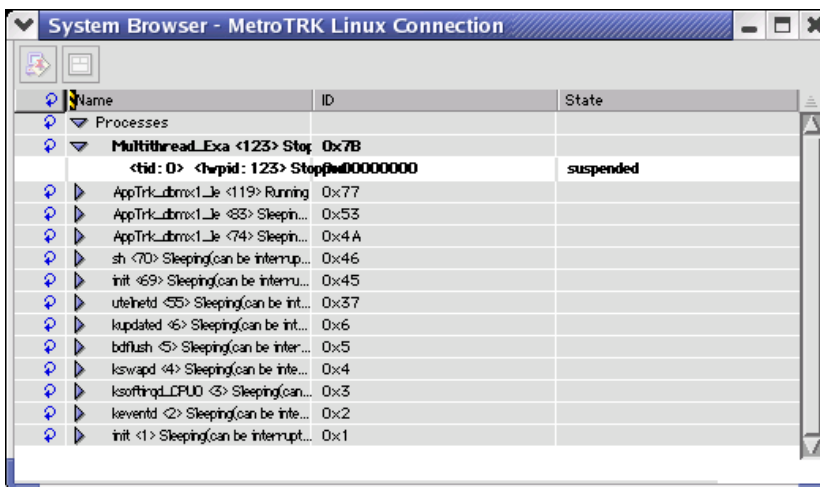 System Browser - MetroTRK Linux Connection
Name ID State
Processes
Multithread_Exa <123> Stop 0x7B
<tid: 0> <hwpid: 123> Stopped 0x00000000 suspended
AppTrk_dbmx1_le <119> Running 0x77
AppTrk_dbmx1_le <83> Sleepin... 0x53
AppTrk_dbmx1_le <74> Sleepin... 0x4A
sh <70> Sleeping(can be interrup... 0x46
init <69> Sleeping(can be interru... 0x45
utelnetd <55> Sleeping(can be int... 0x37
kupdated <6> Sleeping(can be int... 0x6
bdflush <5> Sleeping(can be inter... 0x5
kswapd <4> Sleeping(can be inte... 0x4
ksoftirqd_CPU0 <3> Sleeping(can... 0x3
keventd <2> Sleeping(can be inte... 0x2
init <1> Sleeping(can be interrupt... 0x1